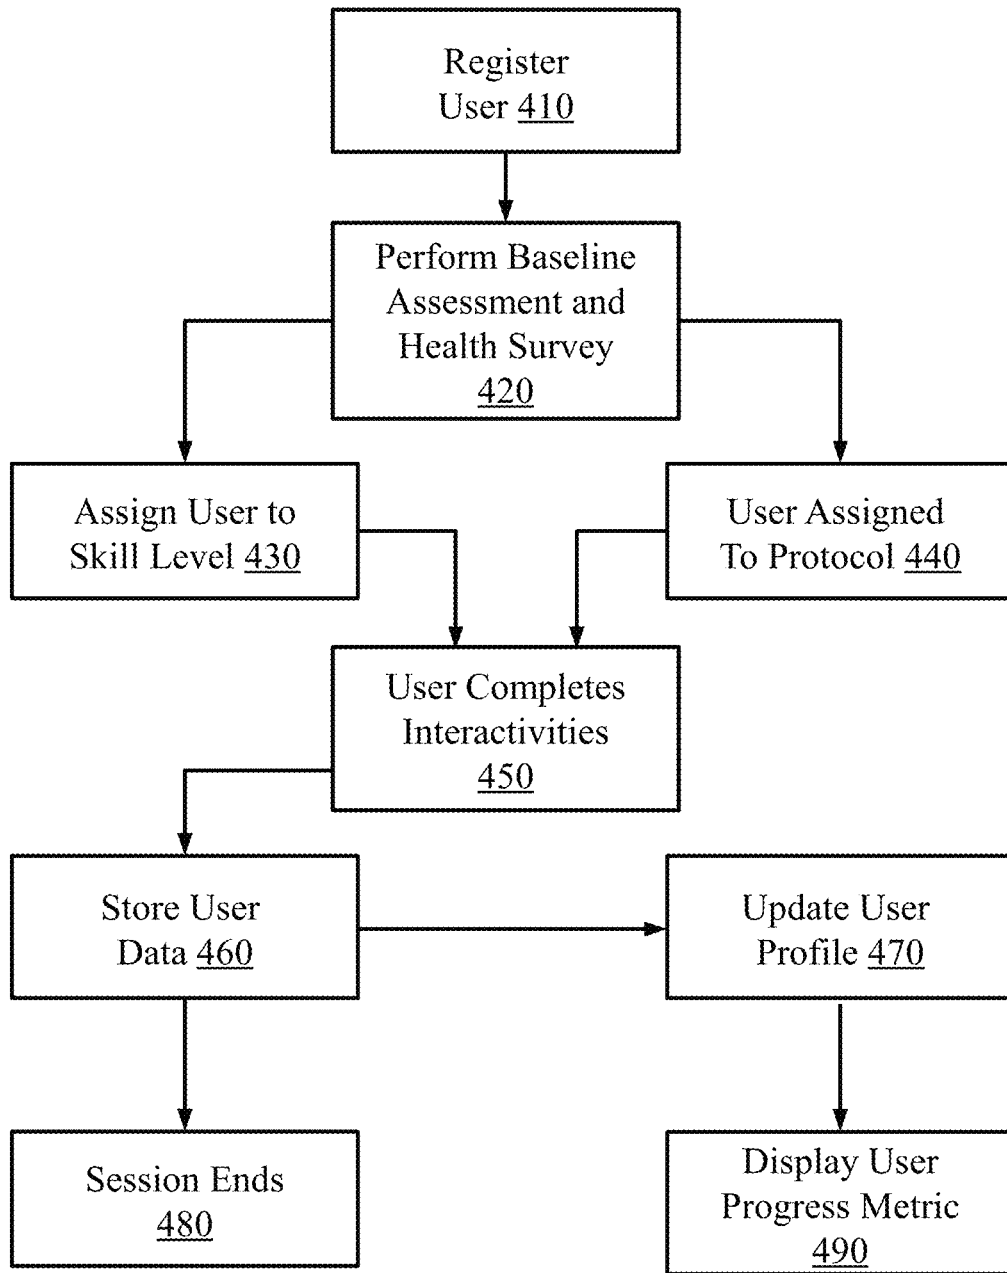 Register
User 410
Perform Baseline
Assessment and
Health Survey
420
Assign User to
Skill Level 430
User Assigned
To Protocol 440
User Completes
Interactivities
450
Store User
Data 460
Update User
Profile 470
Session Ends
480
Display User
Progress Metric
490